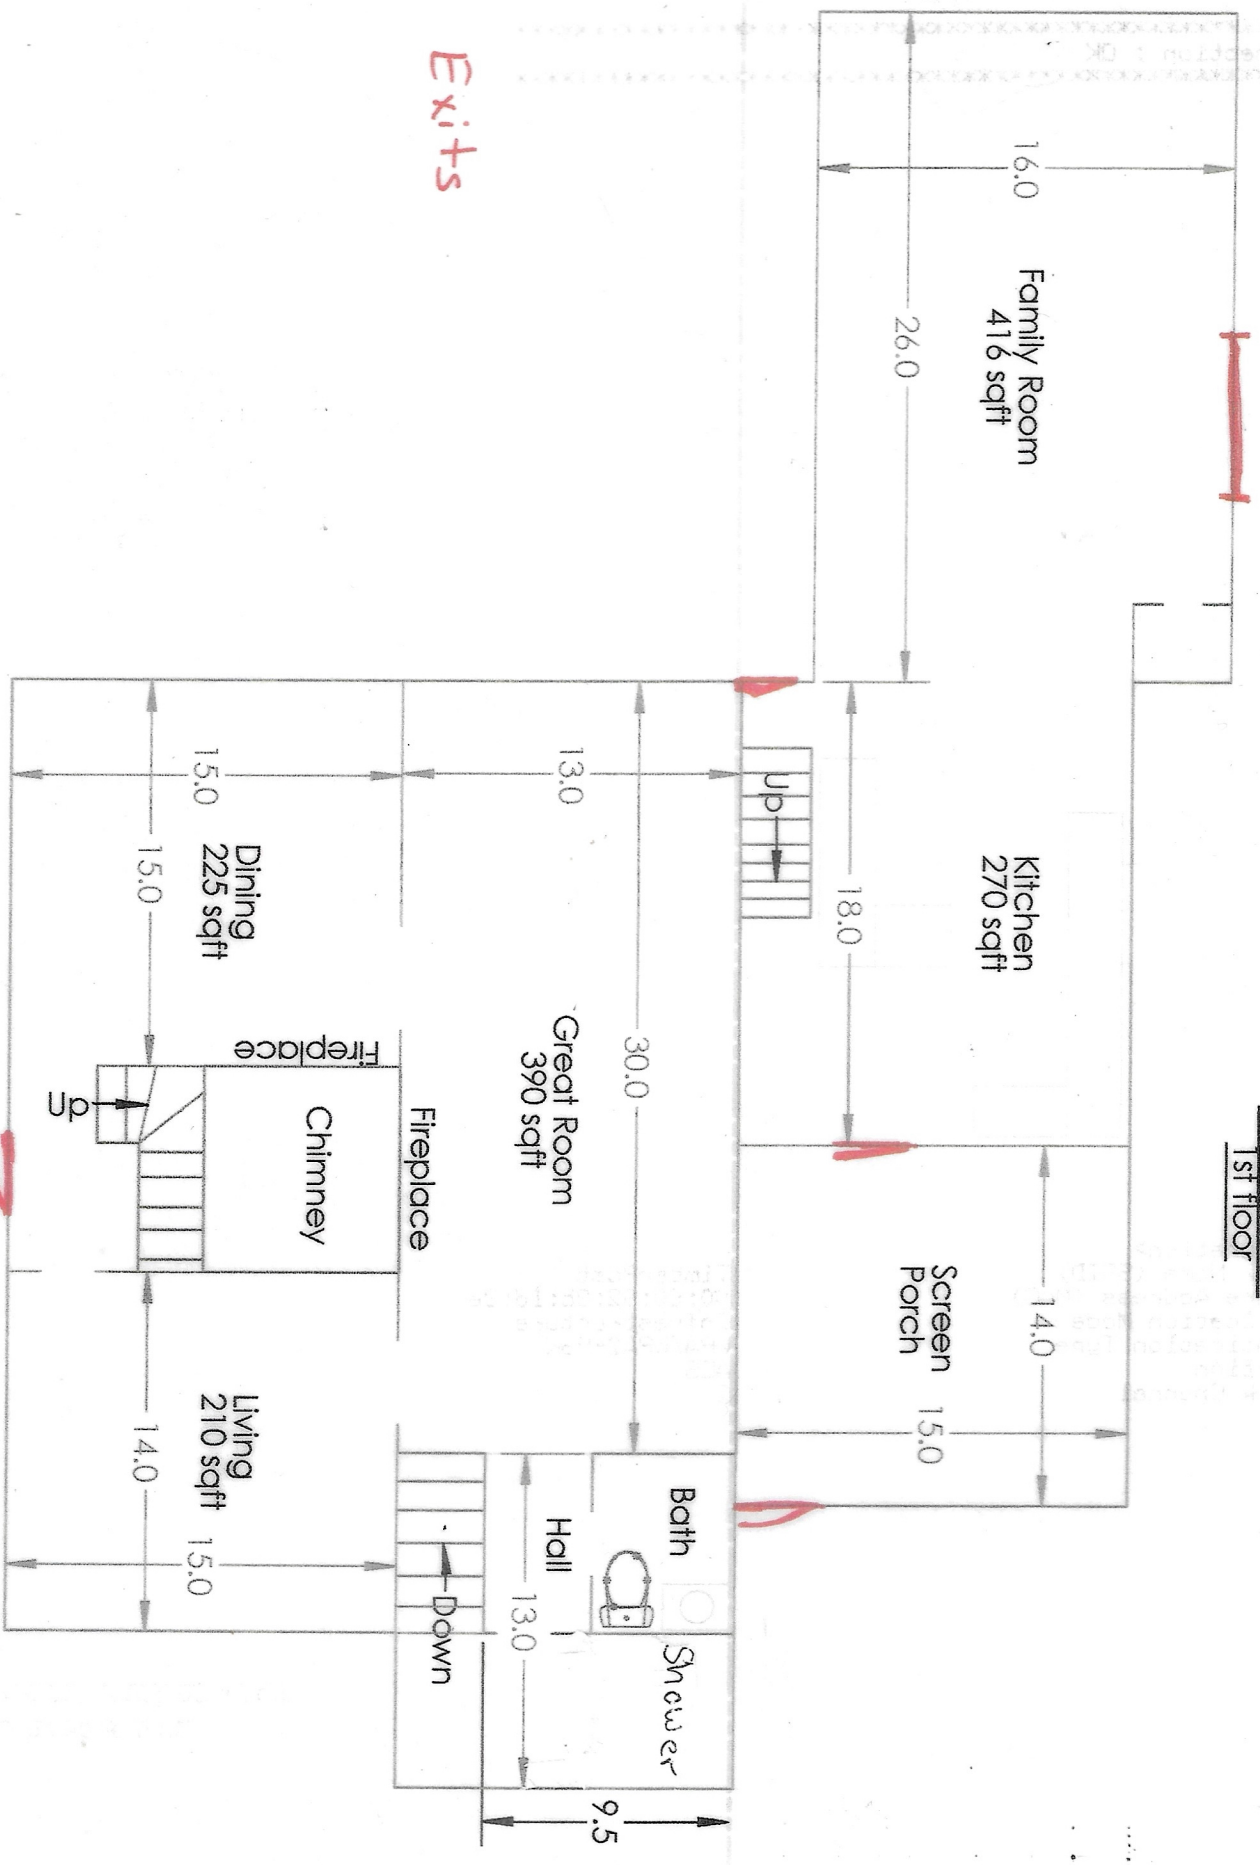 1st floor
16.0
Family Room
416 sqft
26.0
Exits
Kitchen
270 sqft
18.0
Up
14.0
Screen
Porch
15.0
13.0
30.0
Great Room
390 sqft
15.0
Dining
225 sqft
15.0
Fireplace
Fireplace
Chimney
up
Living
210 sqft
14.0
15.0
Bath
Hall
13.0
Down
Shower
9.5